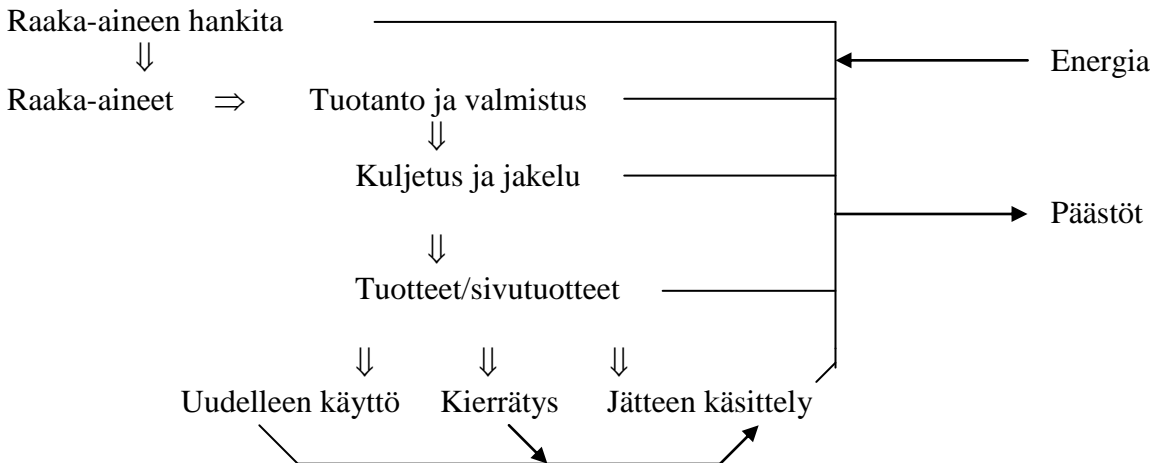 Raaka-aineen hankita
Energia
Raaka-aineet ⇒ Tuotanto ja valmistus
Kuljetus ja jakelu
Päästöt
Tuotteet/sivutuotteet
Uudelleen käyttö Kierrätys Jätteen käsittely